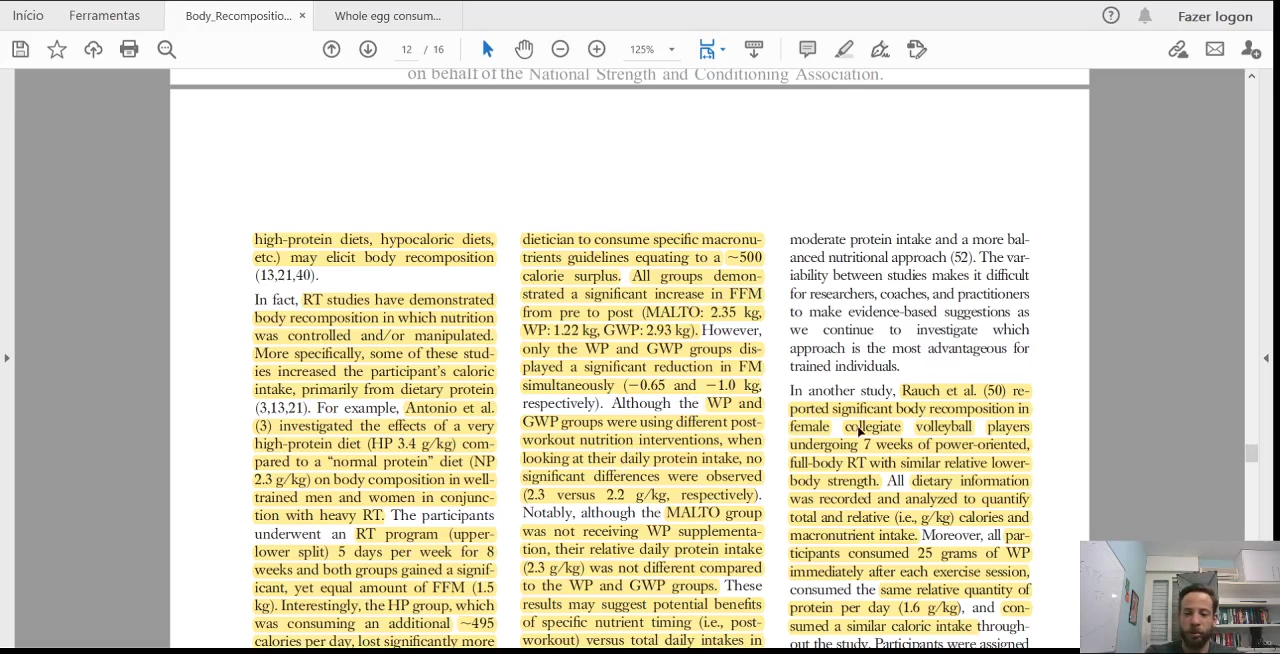 Início Ferramentas Body_Recompositio... × Whole egg consum... Fazer logon
12 / 16 125%
on behalf of the National Strength and Conditioning Association.
high-protein diets, hypocaloric diets,
etc.) may elicit body recomposition
(13,21,40).
In fact, RT studies have demonstrated
body recomposition in which nutrition
was controlled and/or manipulated.
More specifically, some of these stud-
ies increased the participant's caloric
intake, primarily from dietary protein
(3,13,21). For example, Antonio et al.
(3) investigated the effects of a very
high-protein diet (HP 3.4 g/kg) com-
pared to a “normal protein” diet (NP
2.3 g/kg) on body composition in well-
trained men and women in conjunc-
tion with heavy RT. The participants
underwent an RT program (upper-
lower split) 5 days per week for 8
weeks and both groups gained a signif-
icant, yet equal amount of FFM (1.5
kg). Interestingly, the HP group, which
was consuming an additional ~495
calories per day, lost significantly more
dietician to consume specific macronu-
trients guidelines equating to a ~500
calorie surplus. All groups demon-
strated a significant increase in FFM
from pre to post (MALTO: 2.35 kg,
WP: 1.22 kg, GWP: 2.93 kg). However,
only the WP and GWP groups dis-
played a significant reduction in FM
simultaneously (−0.65 and −1.0 kg,
respectively). Although the WP and
GWP groups were using different post-
workout nutrition interventions, when
looking at their daily protein intake, no
significant differences were observed
(2.3 versus 2.2 g/kg, respectively).
Notably, although the MALTO group
was not receiving WP supplementa-
tion, their relative daily protein intake
(2.3 g/kg) was not different compared
to the WP and GWP groups. These
results may suggest potential benefits
of specific nutrient timing (i.e., post-
workout) versus total daily intakes in
moderate protein intake and a more bal-
anced nutritional approach (52). The var-
iability between studies makes it difficult
for researchers, coaches, and practitioners
to make evidence-based suggestions as
we continue to investigate which
approach is the most advantageous for
trained individuals.
In another study, Rauch et al. (50) re-
ported significant body recomposition in
female collegiate volleyball players
undergoing 7 weeks of power-oriented,
full-body RT with similar relative lower-
body strength. All dietary information
was recorded and analyzed to quantify
total and relative (i.e., g/kg) calories and
macronutrient intake. Moreover, all par-
ticipants consumed 25 grams of WP
immediately after each exercise session,
consumed the same relative quantity of
protein per day (1.6 g/kg), and con-
sumed a similar caloric intake through-
out the study. Participants were assigned